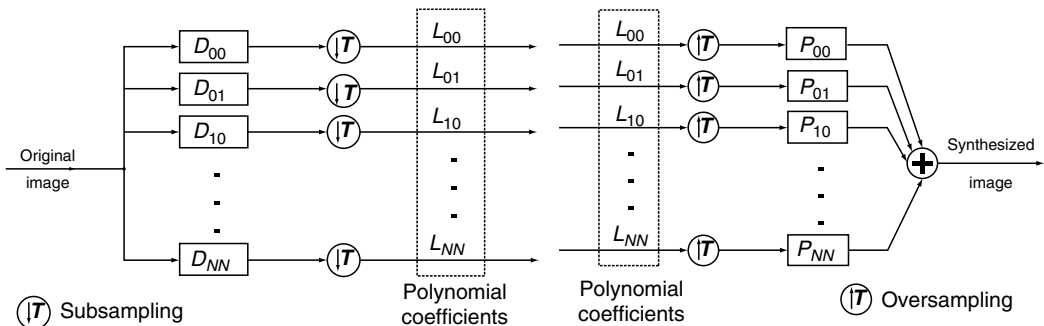 D00 ↓T L00 L00 ↑T P00
D01 ↓T L01 L01 ↑T P01
D10 ↓T L10 L10 ↑T P10
Original
image
Synthesized
image
+
DNN ↓T LNN LNN ↑T PNN
↓T Subsampling
Polynomial
coefficients
Polynomial
coefficients
↑T Oversampling